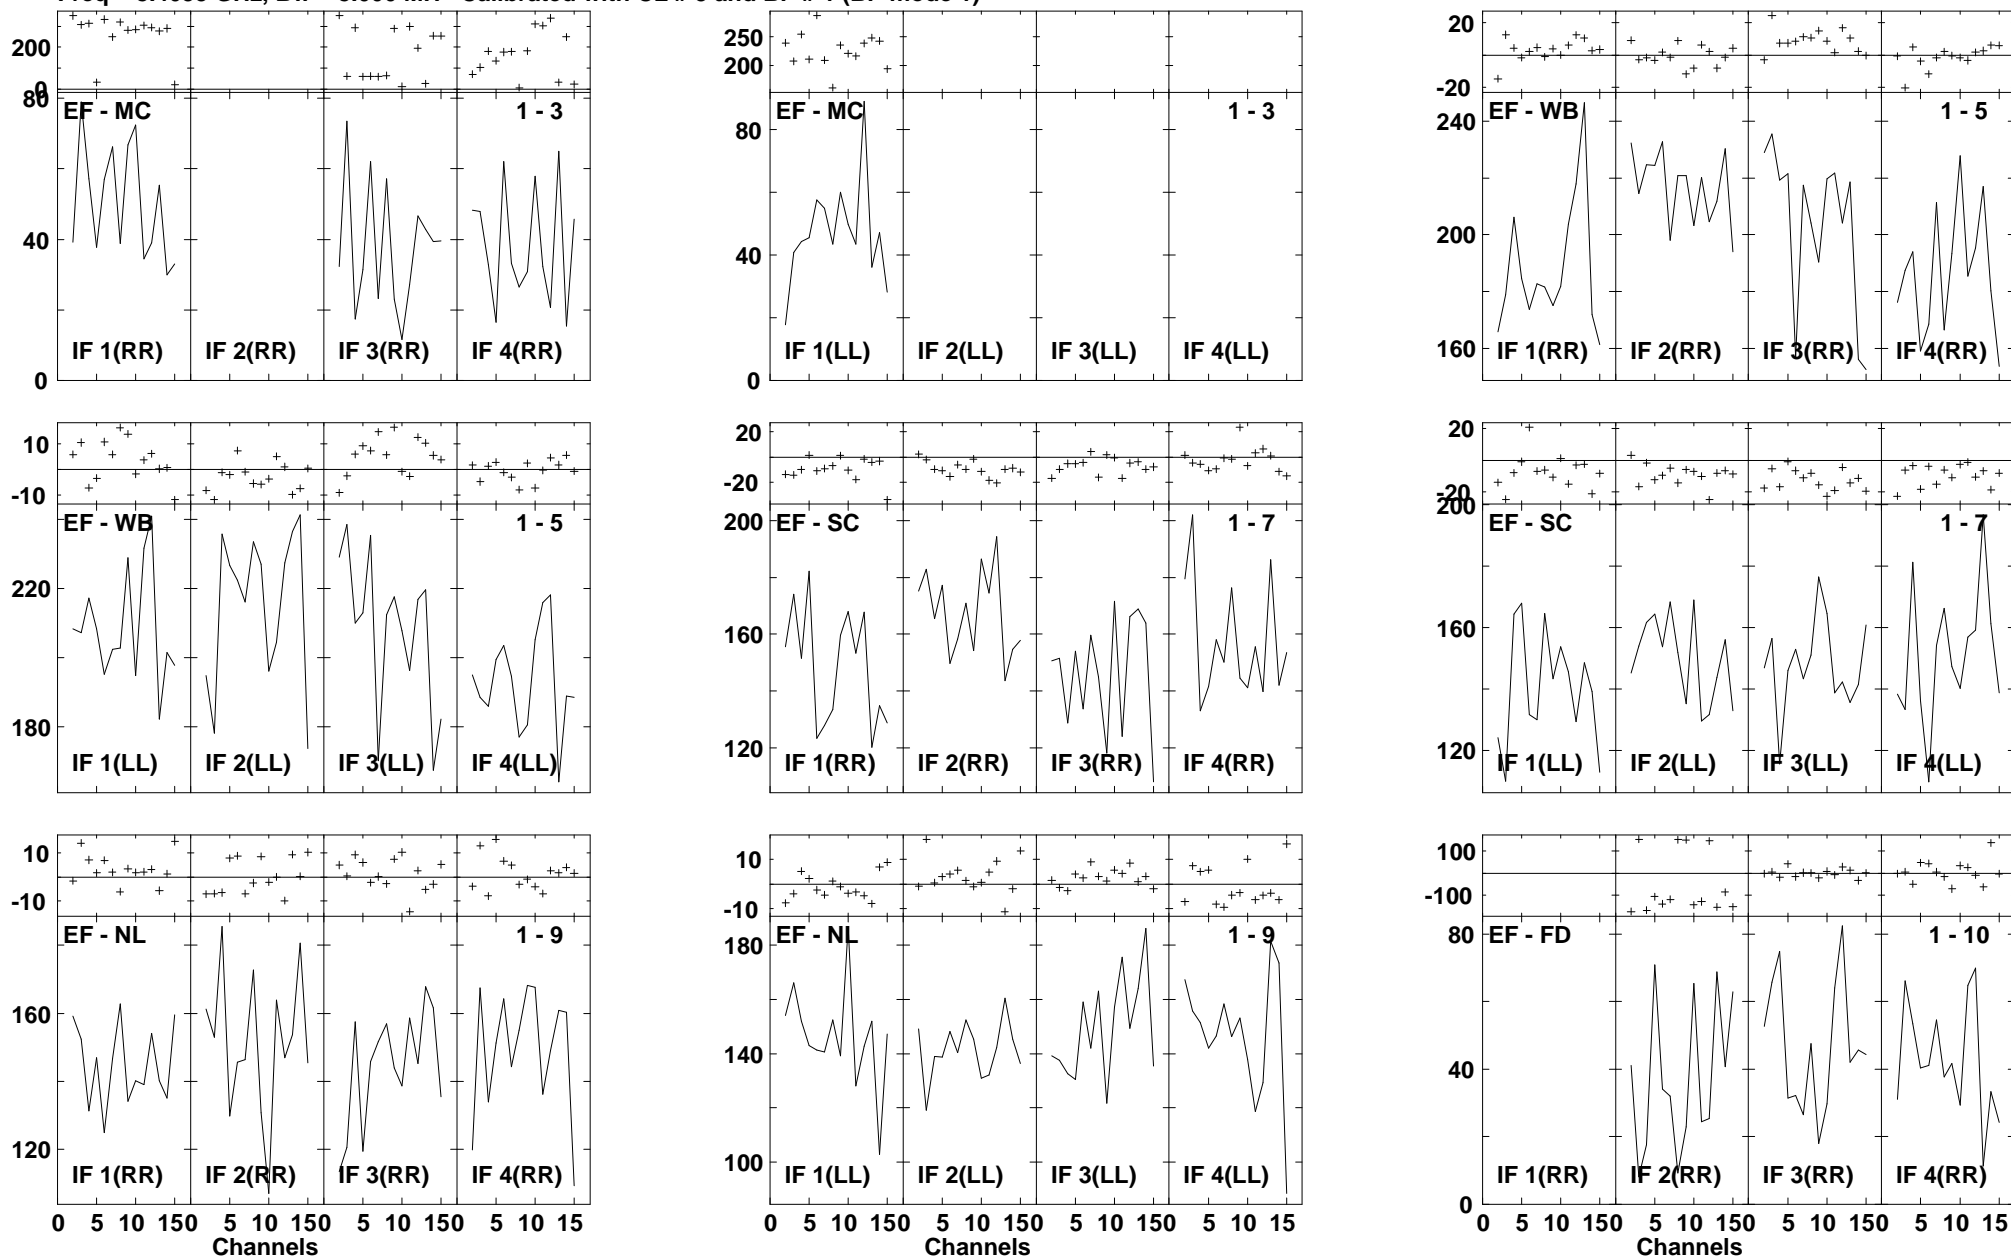 200 250 200 20 -20
0
80 EF - MC 1 - 3 EF - MC 1 - 3 EF - WB 1 - 5
80 240
40 40 200
160
IF 1(RR) IF 2(RR) IF 3(RR) IF 4(RR) IF 1(LL) IF 2(LL) IF 3(LL) IF 4(LL) IF 1(RR) IF 2(RR) IF 3(RR) IF 4(RR)
0 0
10 -10 20 -20 20 -20
EF - WB 1 - 5 200 EF - SC 1 - 7 200 EF - SC 1 - 7
220 160 160
180 120 120
IF 1(LL) IF 2(LL) IF 3(LL) IF 4(LL) IF 1(RR) IF 2(RR) IF 3(RR) IF 4(RR) IF 1(LL) IF 2(LL) IF 3(LL) IF 4(LL)
10 -10 10 -10 100 -100
EF - NL 1 - 9 180 EF - NL 1 - 9 80 EF - FD 1 - 10
160 140 40
120 100
IF 1(RR) IF 2(RR) IF 3(RR) IF 4(RR) IF 1(LL) IF 2(LL) IF 3(LL) IF 4(LL) IF 1(RR) IF 2(RR) IF 3(RR) IF 4(RR)
0
0 5 10 150 5 10 150 5 10 150 5 10 15 0 5 10 150 5 10 150 5 10 150 5 10 15 0 5 10 150 5 10 150 5 10 150 5 10 15
Channels Channels Channels